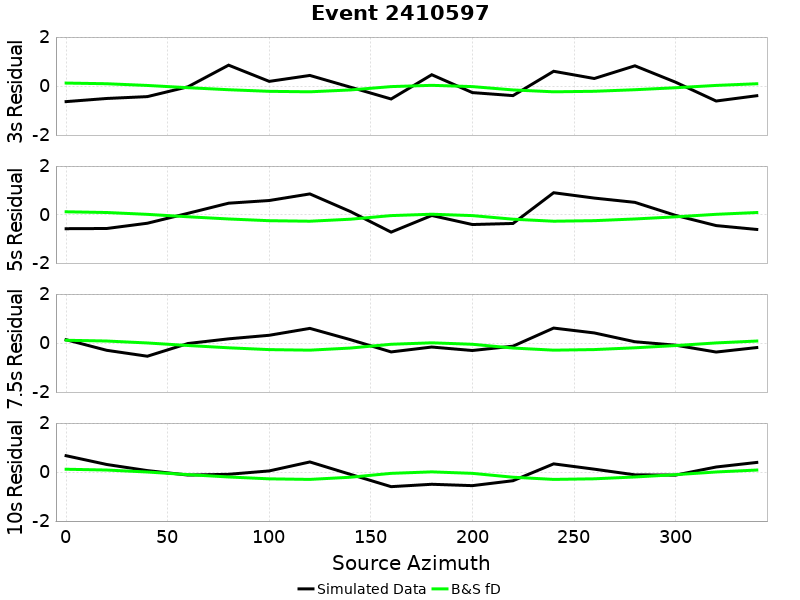 Event 2410597
3s Residual
2
0
-2
5s Residual
2
0
-2
7.5s Residual
2
0
-2
10s Residual
2
0
-2
0 50 100 150 200 250 300
Source Azimuth
Simulated Data B&S fD